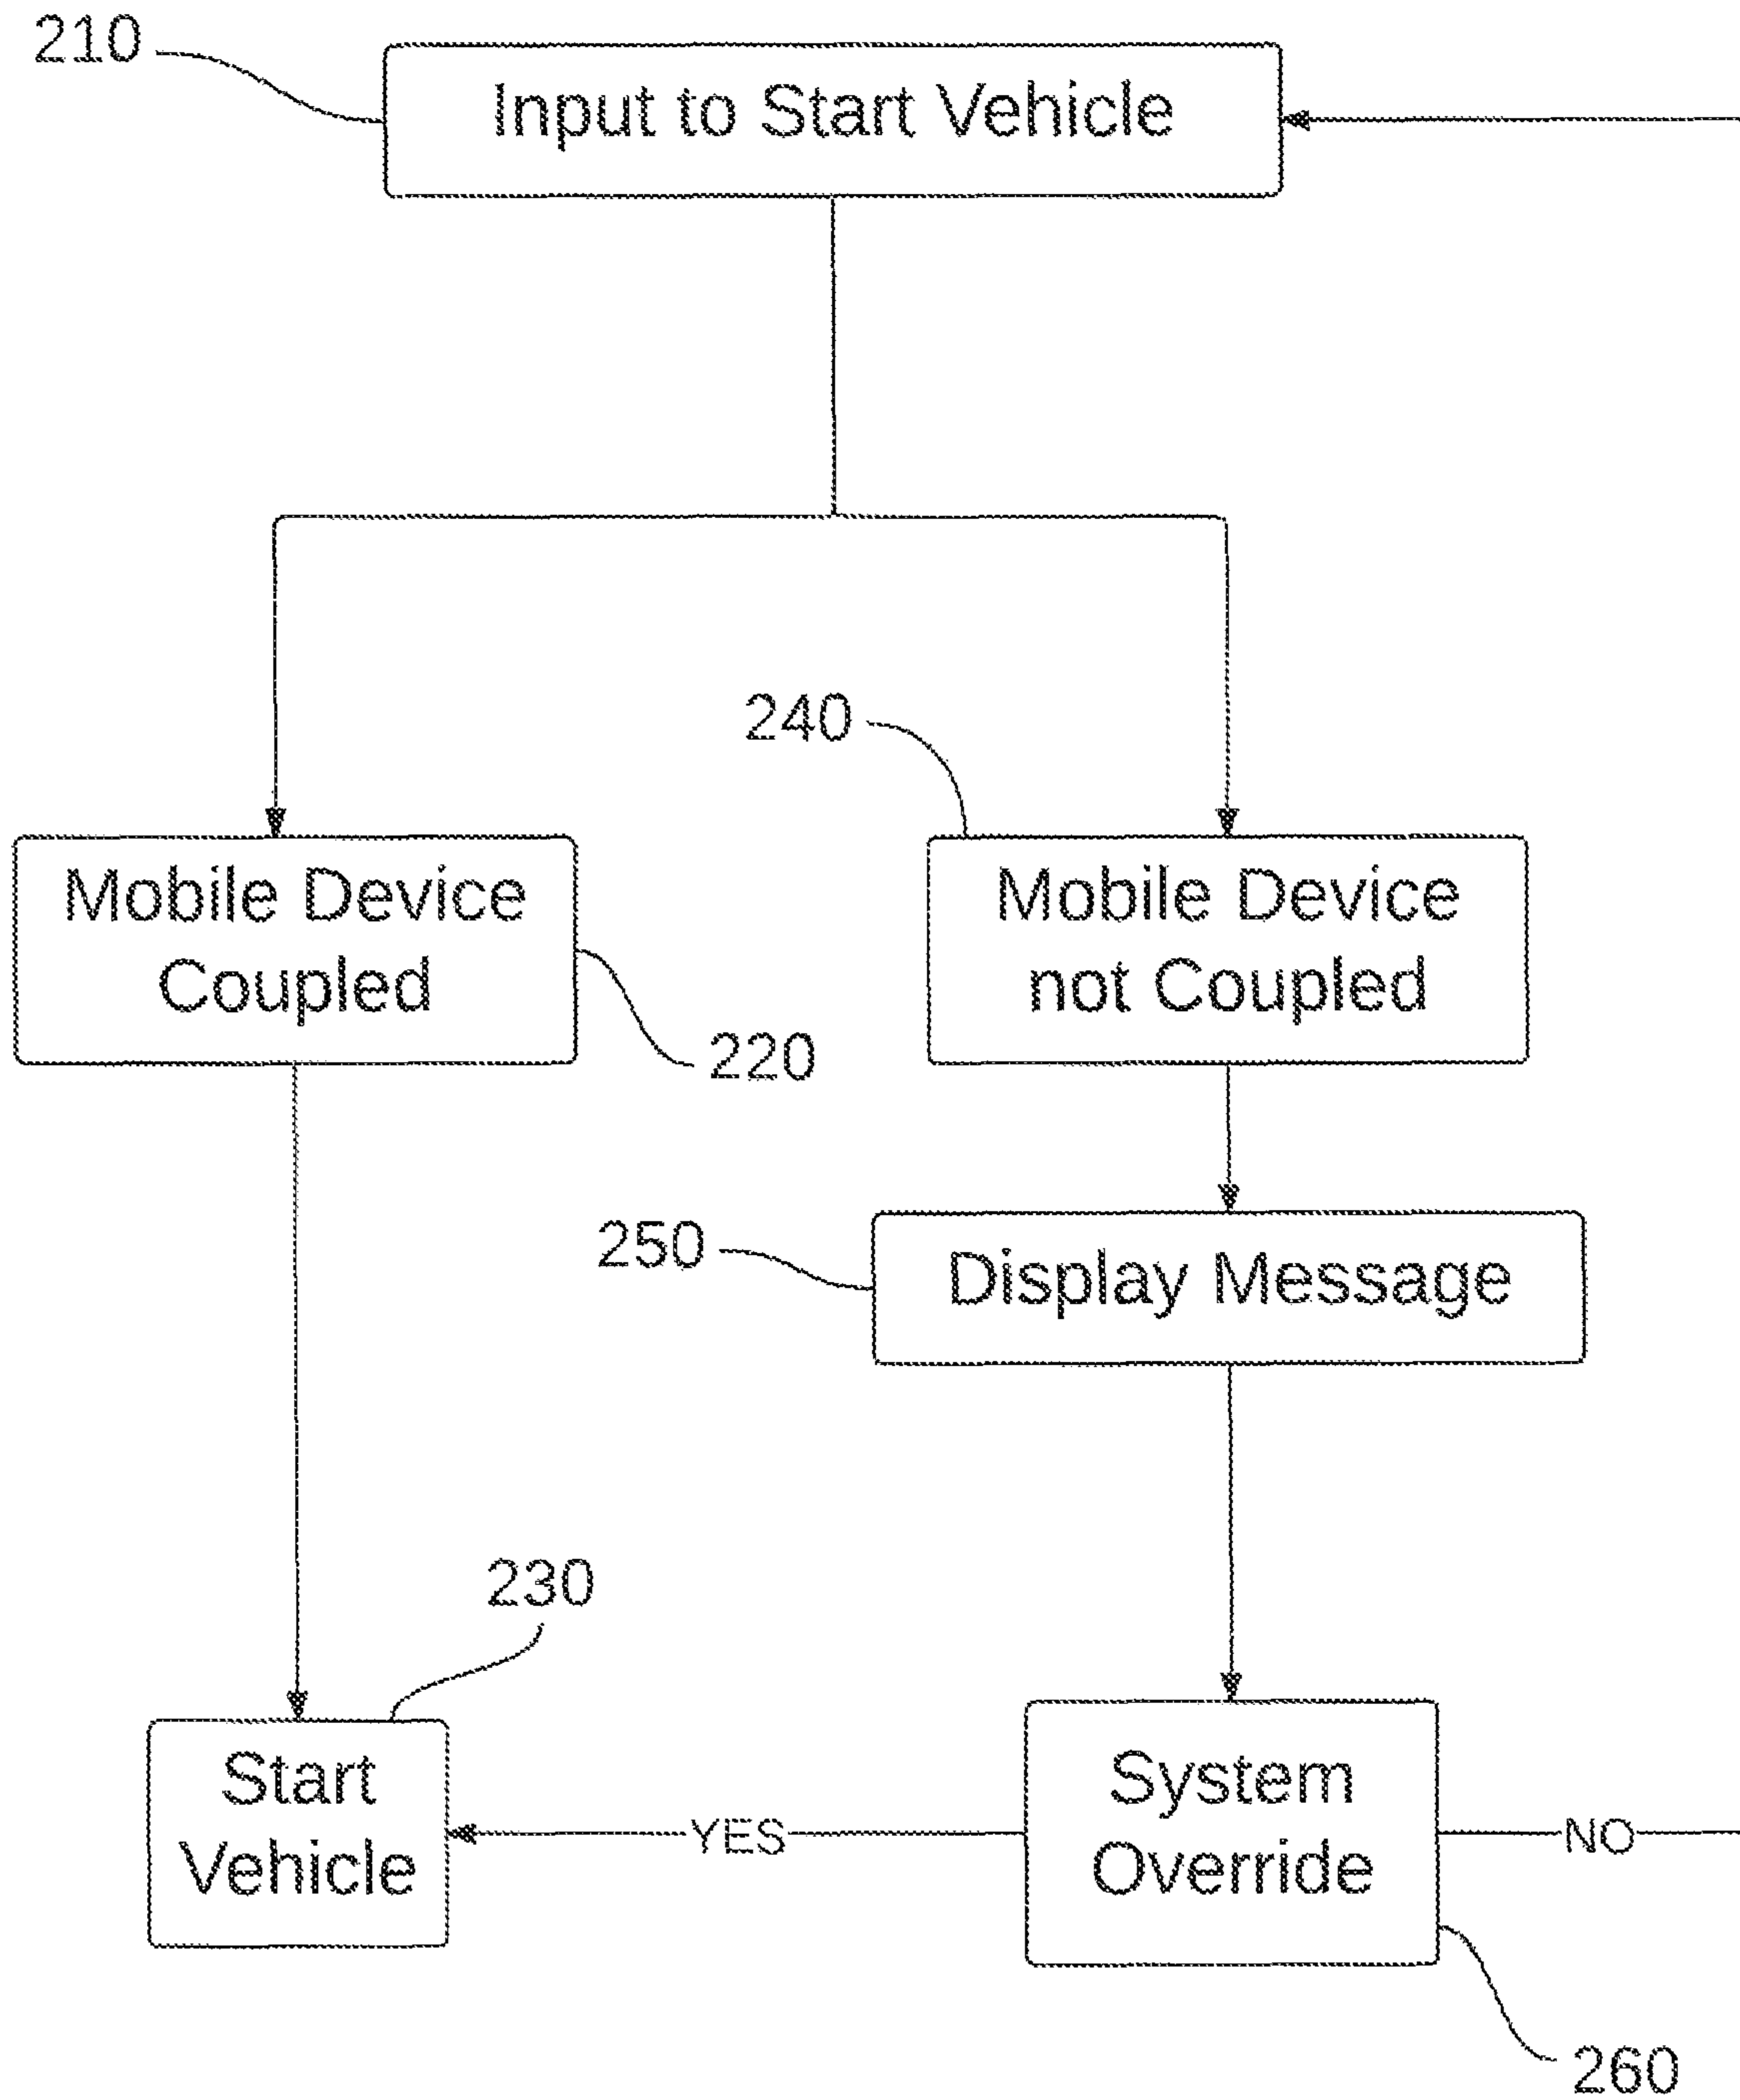 210
Input to Start Vehicle
240
Mobile Device
Coupled
Mobile Device
not Coupled
220
250
Display Message
230
Start
Vehicle
YES
System
Override
NO
260